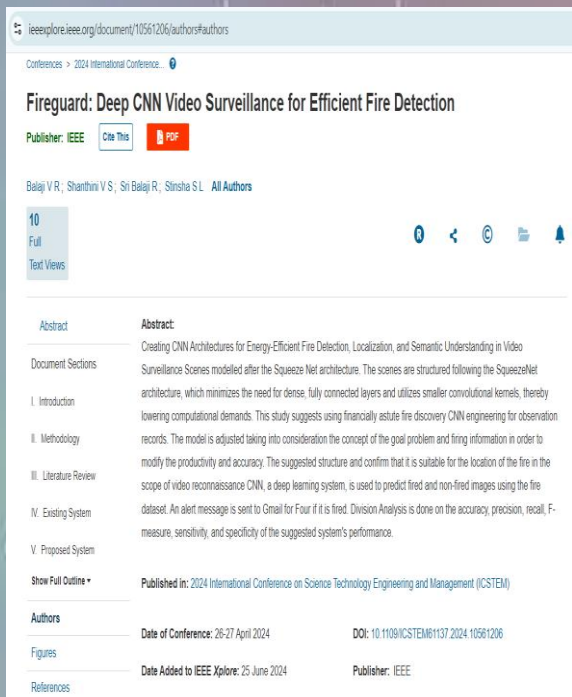 ieeexplore.ieee.org/document/10561206/authors#authors
Conferences > 2024 International Conference... ?
Fireguard: Deep CNN Video Surveillance for Efficient Fire Detection
Publisher: IEEE Cite This PDF
Balaji V R ; Shanthini V S ; Sri Balaji R ; Stinsha S L All Authors
10
Full
Text Views
R ©
Abstract
Document Sections
I. Introduction
II. Methodology
III. Literature Review
IV. Existing System
V. Proposed System
Show Full Outline
Authors
Figures
References
Abstract:
Creating CNN Architectures for Energy-Efficient Fire Detection, Localization, and Semantic Understanding in Video
Surveillance Scenes modelled after the Squeeze Net architecture. The scenes are structured following the SqueezeNet
architecture, which minimizes the need for dense, fully connected layers and utilizes smaller convolutional kernels, thereby
lowering computational demands. This study suggests using financially astute fire discovery CNN engineering for observation
records. The model is adjusted taking into consideration the concept of the goal problem and firing information in order to
modify the productivity and accuracy. The suggested structure and confirm that it is suitable for the location of the fire in the
scope of video reconnaissance CNN, a deep learning system, is used to predict fired and non-fired images using the fire
dataset. An alert message is sent to Gmail for Four if it is fired. Division Analysis is done on the accuracy, precision, recall, F-
measure, sensitivity, and specificity of the suggested system's performance.
Published in: 2024 International Conference on Science Technology Engineering and Management (ICSTEM)
Date of Conference: 26-27 April 2024 DOI: 10.1109/ICSTEM61137.2024.10561206
Date Added to IEEE Xplore: 25 June 2024 Publisher: IEEE